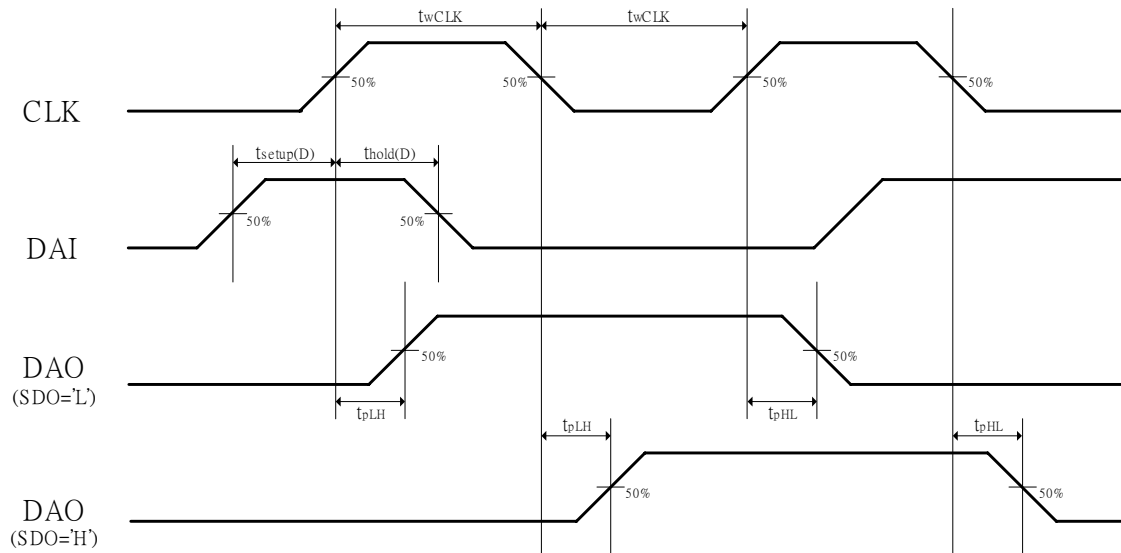 twCLK twCLK
50% 50% 50% 50%
CLK
tsetup(D) thold(D)
50% 50%
DAI
50% 50%
DAO
(SDO='L')
tpLH tpHL
tpLH tpHL
50% 50%
DAO
(SDO='H')